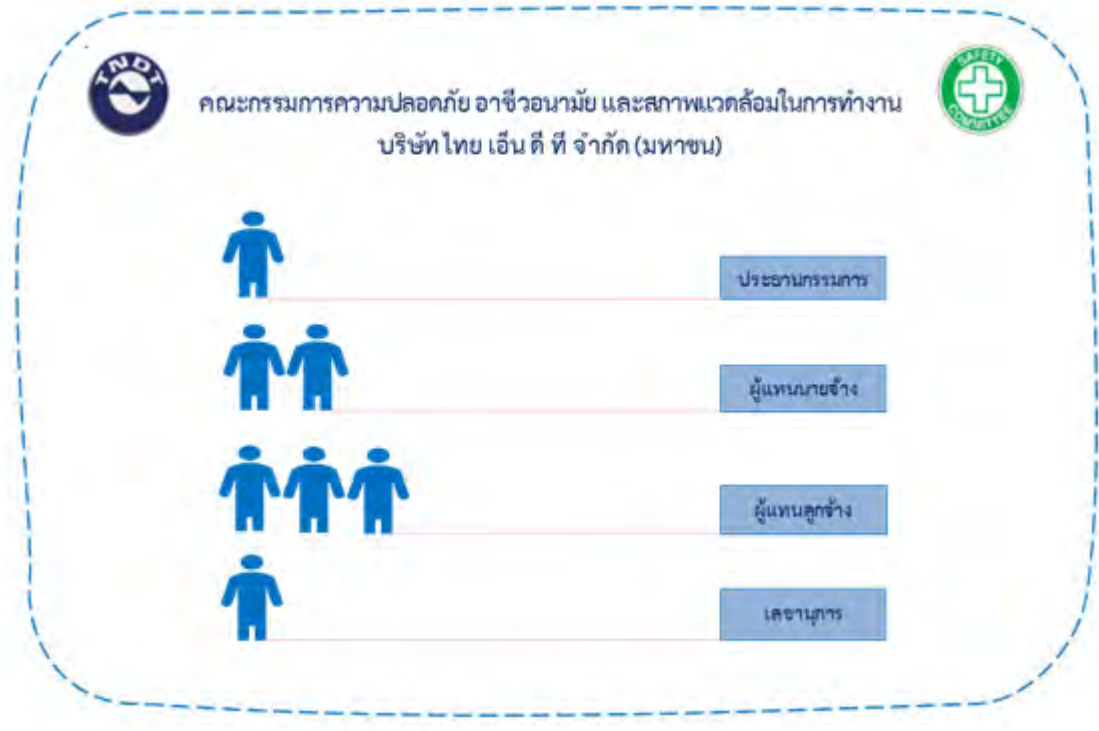 TNDT
SAFETY COMMITTEE
คณะกรรมการความปลอดภัย อาชีวอนามัย และสภาพแวดล้อมในการทำงาน
บริษัท ไทย เอ็น ดี ที จำกัด (มหาชน)
ประธานกรรมการ
ผู้แทนนายจ้าง
ผู้แทนลูกจ้าง
เลขานุการ